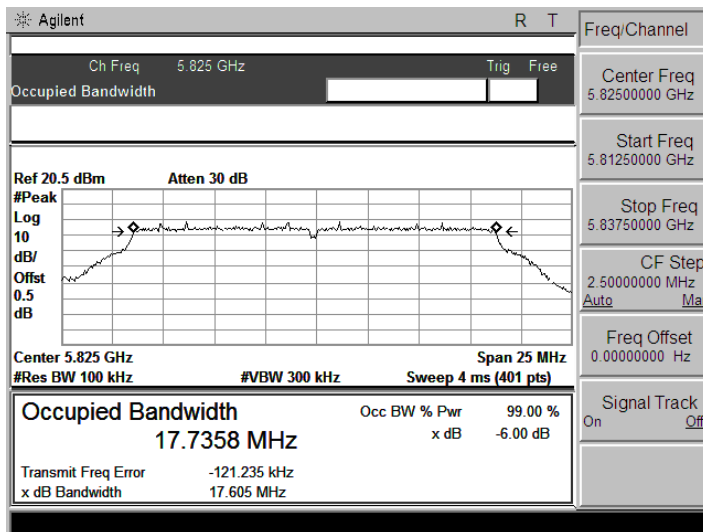 Agilent R T
Freq/Channel
Ch Freq 5.825 GHz Trig Free
Occupied Bandwidth
Center Freq
5.82500000 GHz
Start Freq
5.81250000 GHz
Stop Freq
5.83750000 GHz
CF Step
2.50000000 MHz
Auto Ma
Freq Offset
0.00000000 Hz
Signal Track
On Off
Ref 20.5 dBm Atten 30 dB
#Peak
Log
10
dB/
Offst
0.5
dB
Center 5.825 GHz Span 25 MHz
#Res BW 100 kHz #VBW 300 kHz Sweep 4 ms (401 pts)
Occupied Bandwidth Occ BW % Pwr 99.00 %
17.7358 MHz x dB -6.00 dB
Transmit Freq Error -121.235 kHz
x dB Bandwidth 17.605 MHz